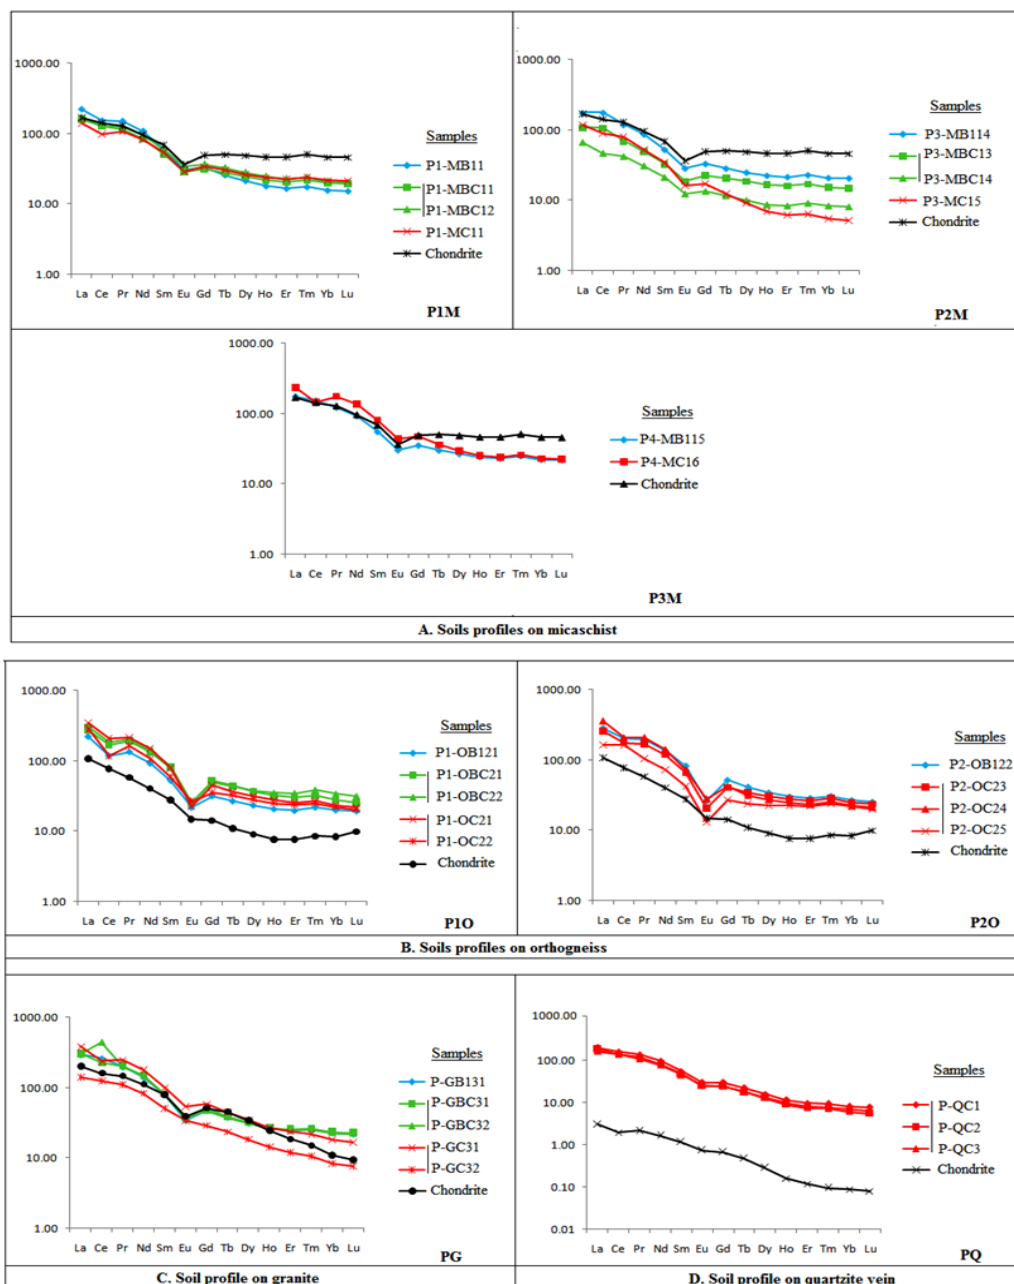 1000.00
100.00
10.00
1.00
La Ce Pr Nd Sm Eu Gd Tb Dy Ho Er Tm Yb Lu
Samples
P1-MB11
P1-MBC11
P1-MBC12
P1-MC11
Chondrite
P1M
1000.00
100.00
10.00
1.00
La Ce Pr Nd Sm Eu Gd Tb Dy Ho Er Tm Yb Lu
Samples
P3-MB114
P3-MBC13
P3-MBC14
P3-MC15
Chondrite
P2M
1000.00
100.00
10.00
1.00
La Ce Pr Nd Sm Eu Gd Tb Dy Ho Er Tm Yb Lu
Samples
P4-MB115
P4-MC16
Chondrite
P3M
A. Soils profiles on micaschist
1000.00
100.00
10.00
1.00
La Ce Pr Nd Sm Eu Gd Tb Dy Ho Er Tm Yb Lu
Samples
P1-OB121
P1-OBC21
P1-OBC22
P1-OC21
P1-OC22
Chondrite
P1O
1000.00
100.00
10.00
1.00
La Ce Pr Nd Sm Eu Gd Tb Dy Ho Er Tm Yb Lu
Samples
P2-OB122
P2-OC23
P2-OC24
P2-OC25
Chondrite
P2O
B. Soils profiles on orthogneiss
1000.00
100.00
10.00
1.00
La Ce Pr Nd Sm Eu Gd Tb Dy Ho Er Tm Yb Lu
Samples
P-GB131
P-GBC31
P-GBC32
P-GC31
P-GC32
Chondrite
PG
1000.00
100.00
10.00
1.00
0.10
0.01
La Ce Pr Nd Sm Eu Gd Tb Dy Ho Er Tm Yb Lu
Samples
P-QC1
P-QC2
P-QC3
Chondrite
PQ
C. Soil profile on granite
D. Soil profile on quartzite vein